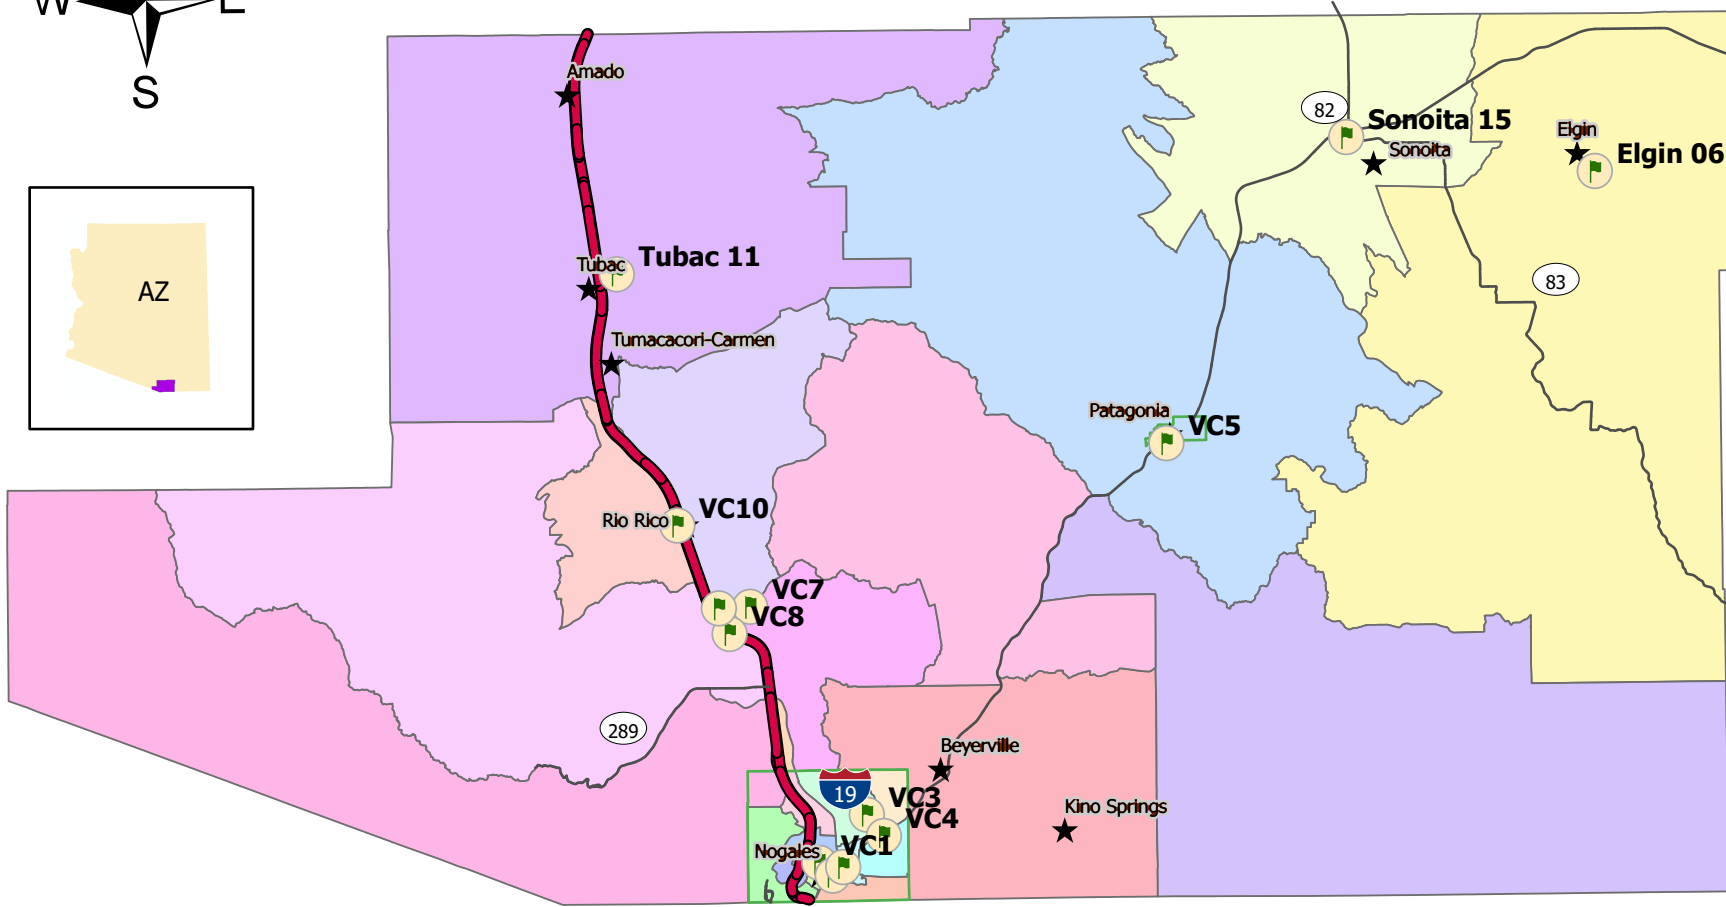 W E
S
Amado
82
Sonoita 15
Sonoita
Elgin
Elgin 06
AZ
Tubac
Tubac 11
83
Tumacacori-Carmen
Patagonia
VC5
Rio Rico
VC10
VC7
VC8
289
Beyerville
19
VC3
Kino Springs
VC4
VC1
Nogales
6